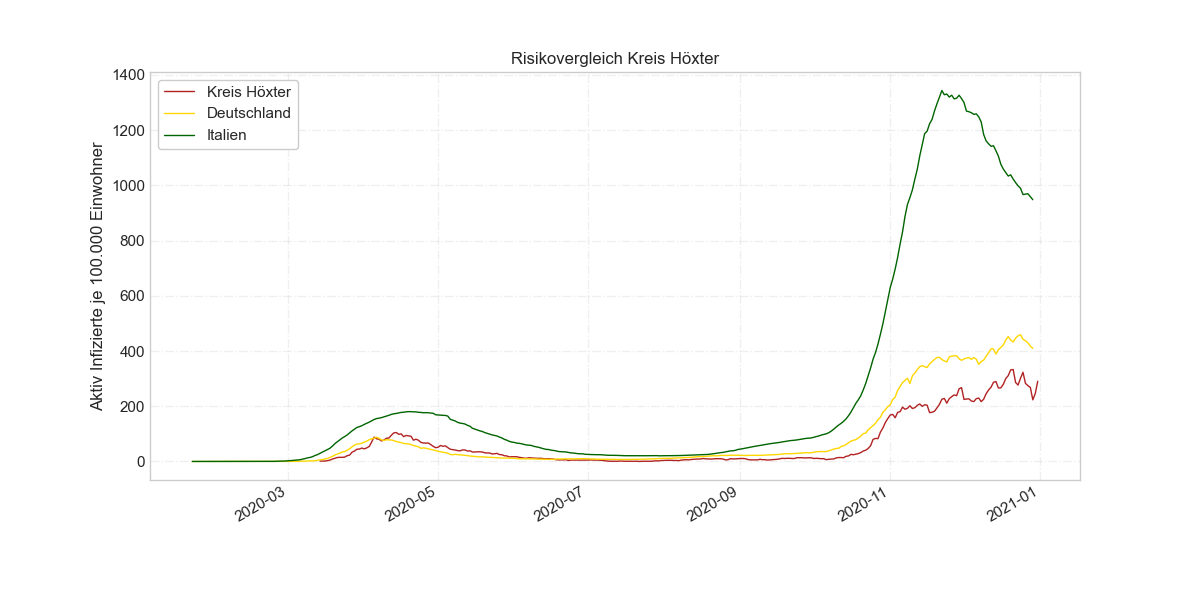 Risikovergleich Kreis Höxter
Kreis Höxter
Deutschland
Italien
Aktiv Infizierte je 100.000 Einwohner
1400
1200
1000
800
600
400
200
0
2020-03
2020-05
2020-07
2020-09
2020-11
2021-01